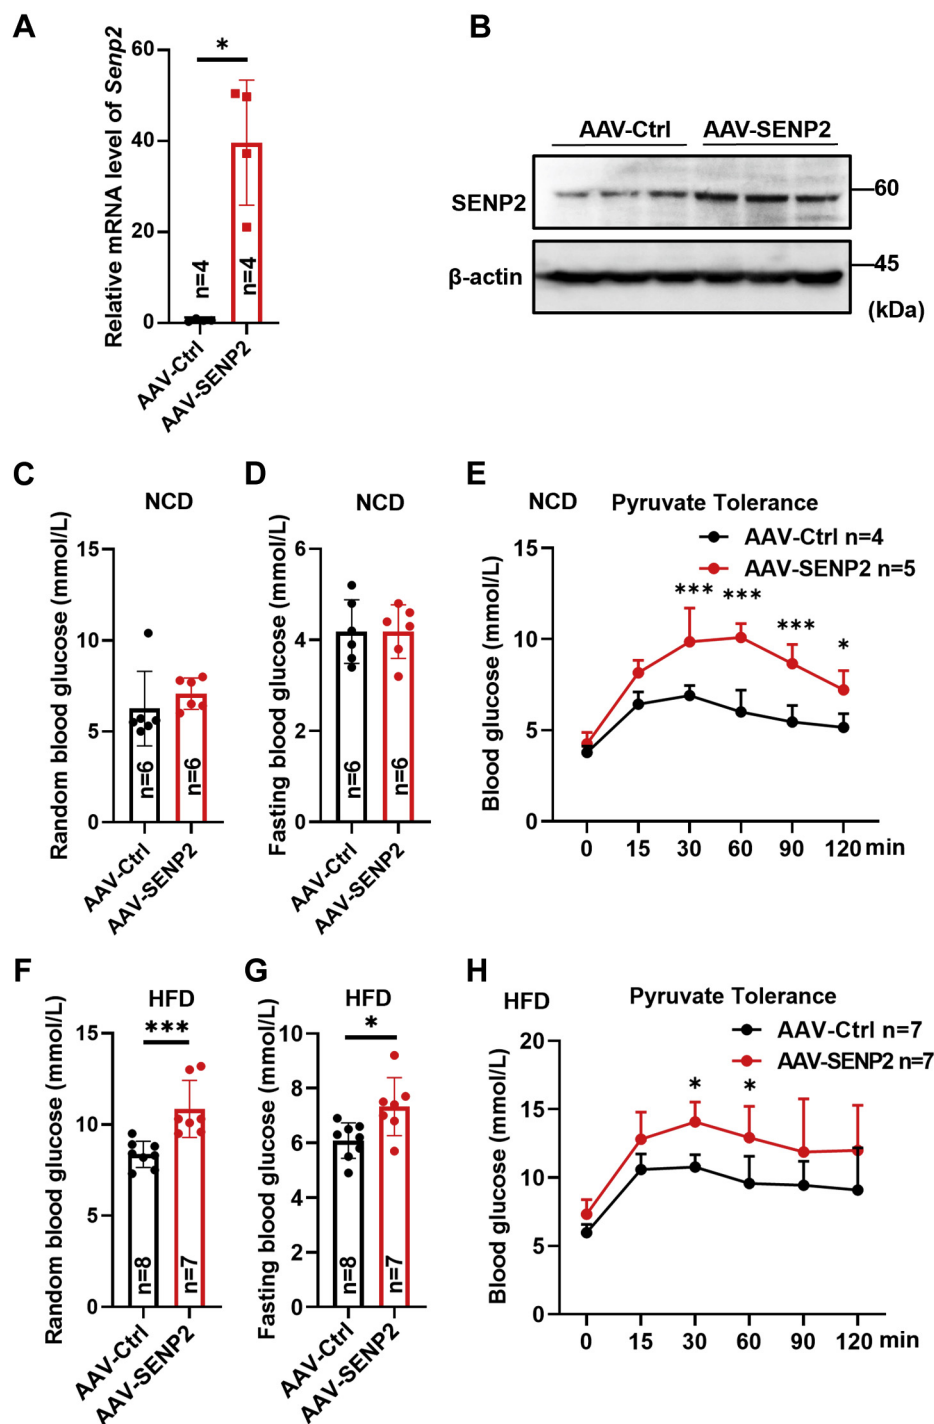 A
Relative mRNA level of Senp2
60
40
20
0
*
n=4
n=4
AAV-Ctrl
AAV-SENP2
B
AAV-Ctrl AAV-SENP2
SENP2
60
β-actin
45
(kDa)
C
NCD
Random blood glucose (mmol/L)
15
10
5
0
n=6
n=6
AAV-Ctrl
AAV-SENP2
D
NCD
Fasting blood glucose (mmol/L)
6
4
2
0
n=6
n=6
AAV-Ctrl
AAV-SENP2
E
NCD Pyruvate Tolerance
AAV-Ctrl n=4
AAV-SENP2 n=5
Blood glucose (mmol/L)
15
10
5
0
*** *** *** *
0 15 30 60 90 120 min
F
HFD
Random blood glucose (mmol/L)
15
10
5
0
***
n=8
n=7
AAV-Ctrl
AAV-SENP2
G
HFD
Fasting blood glucose (mmol/L)
10
8
6
4
2
0
*
n=8
n=7
AAV-Ctrl
AAV-SENP2
H
HFD Pyruvate Tolerance
AAV-Ctrl n=7
AAV-SENP2 n=7
Blood glucose (mmol/L)
20
15
10
5
0
* *
0 15 30 60 90 120 min